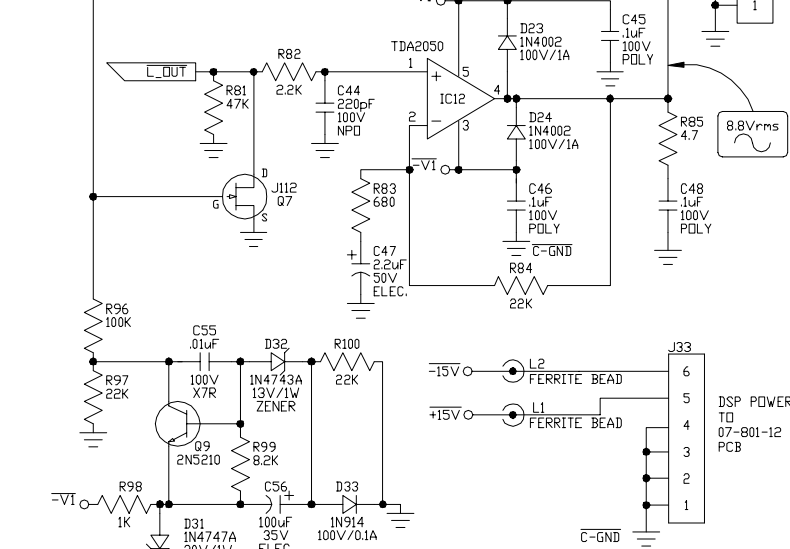 D23
1N4002
100V/1A
C45
.1uF
100V
POLY
1
TDA2050
L_OUT
R82
2.2K
1
+
5
IC12
4
2
−
3
R81
47K
C44
220pF
100V
NPO
D24
1N4002
100V/1A
R85
4.7
8.8Vrms
-V1
D
J112
G
Q7
S
R83
680
C46
.1uF
100V
POLY
C48
.1uF
100V
POLY
+
C47
2.2uF
50V
ELEC.
C-GND
R84
22K
R96
100K
C55
.01uF
100V
X7R
D32
1N4743A
13V/1W
ZENER
R100
22K
R97
22K
-15V
L2
FERRITE BEAD
+15V
L1
FERRITE BEAD
J33
6
5
4
3
2
1
DSP POWER
TO
07-801-12
PCB
Q9
2N5210
R99
8.2K
-V1
R98
1K
C56
+
100uF
35V
D33
1N914
100V/0.1A
D31
1N4747A
C-GND